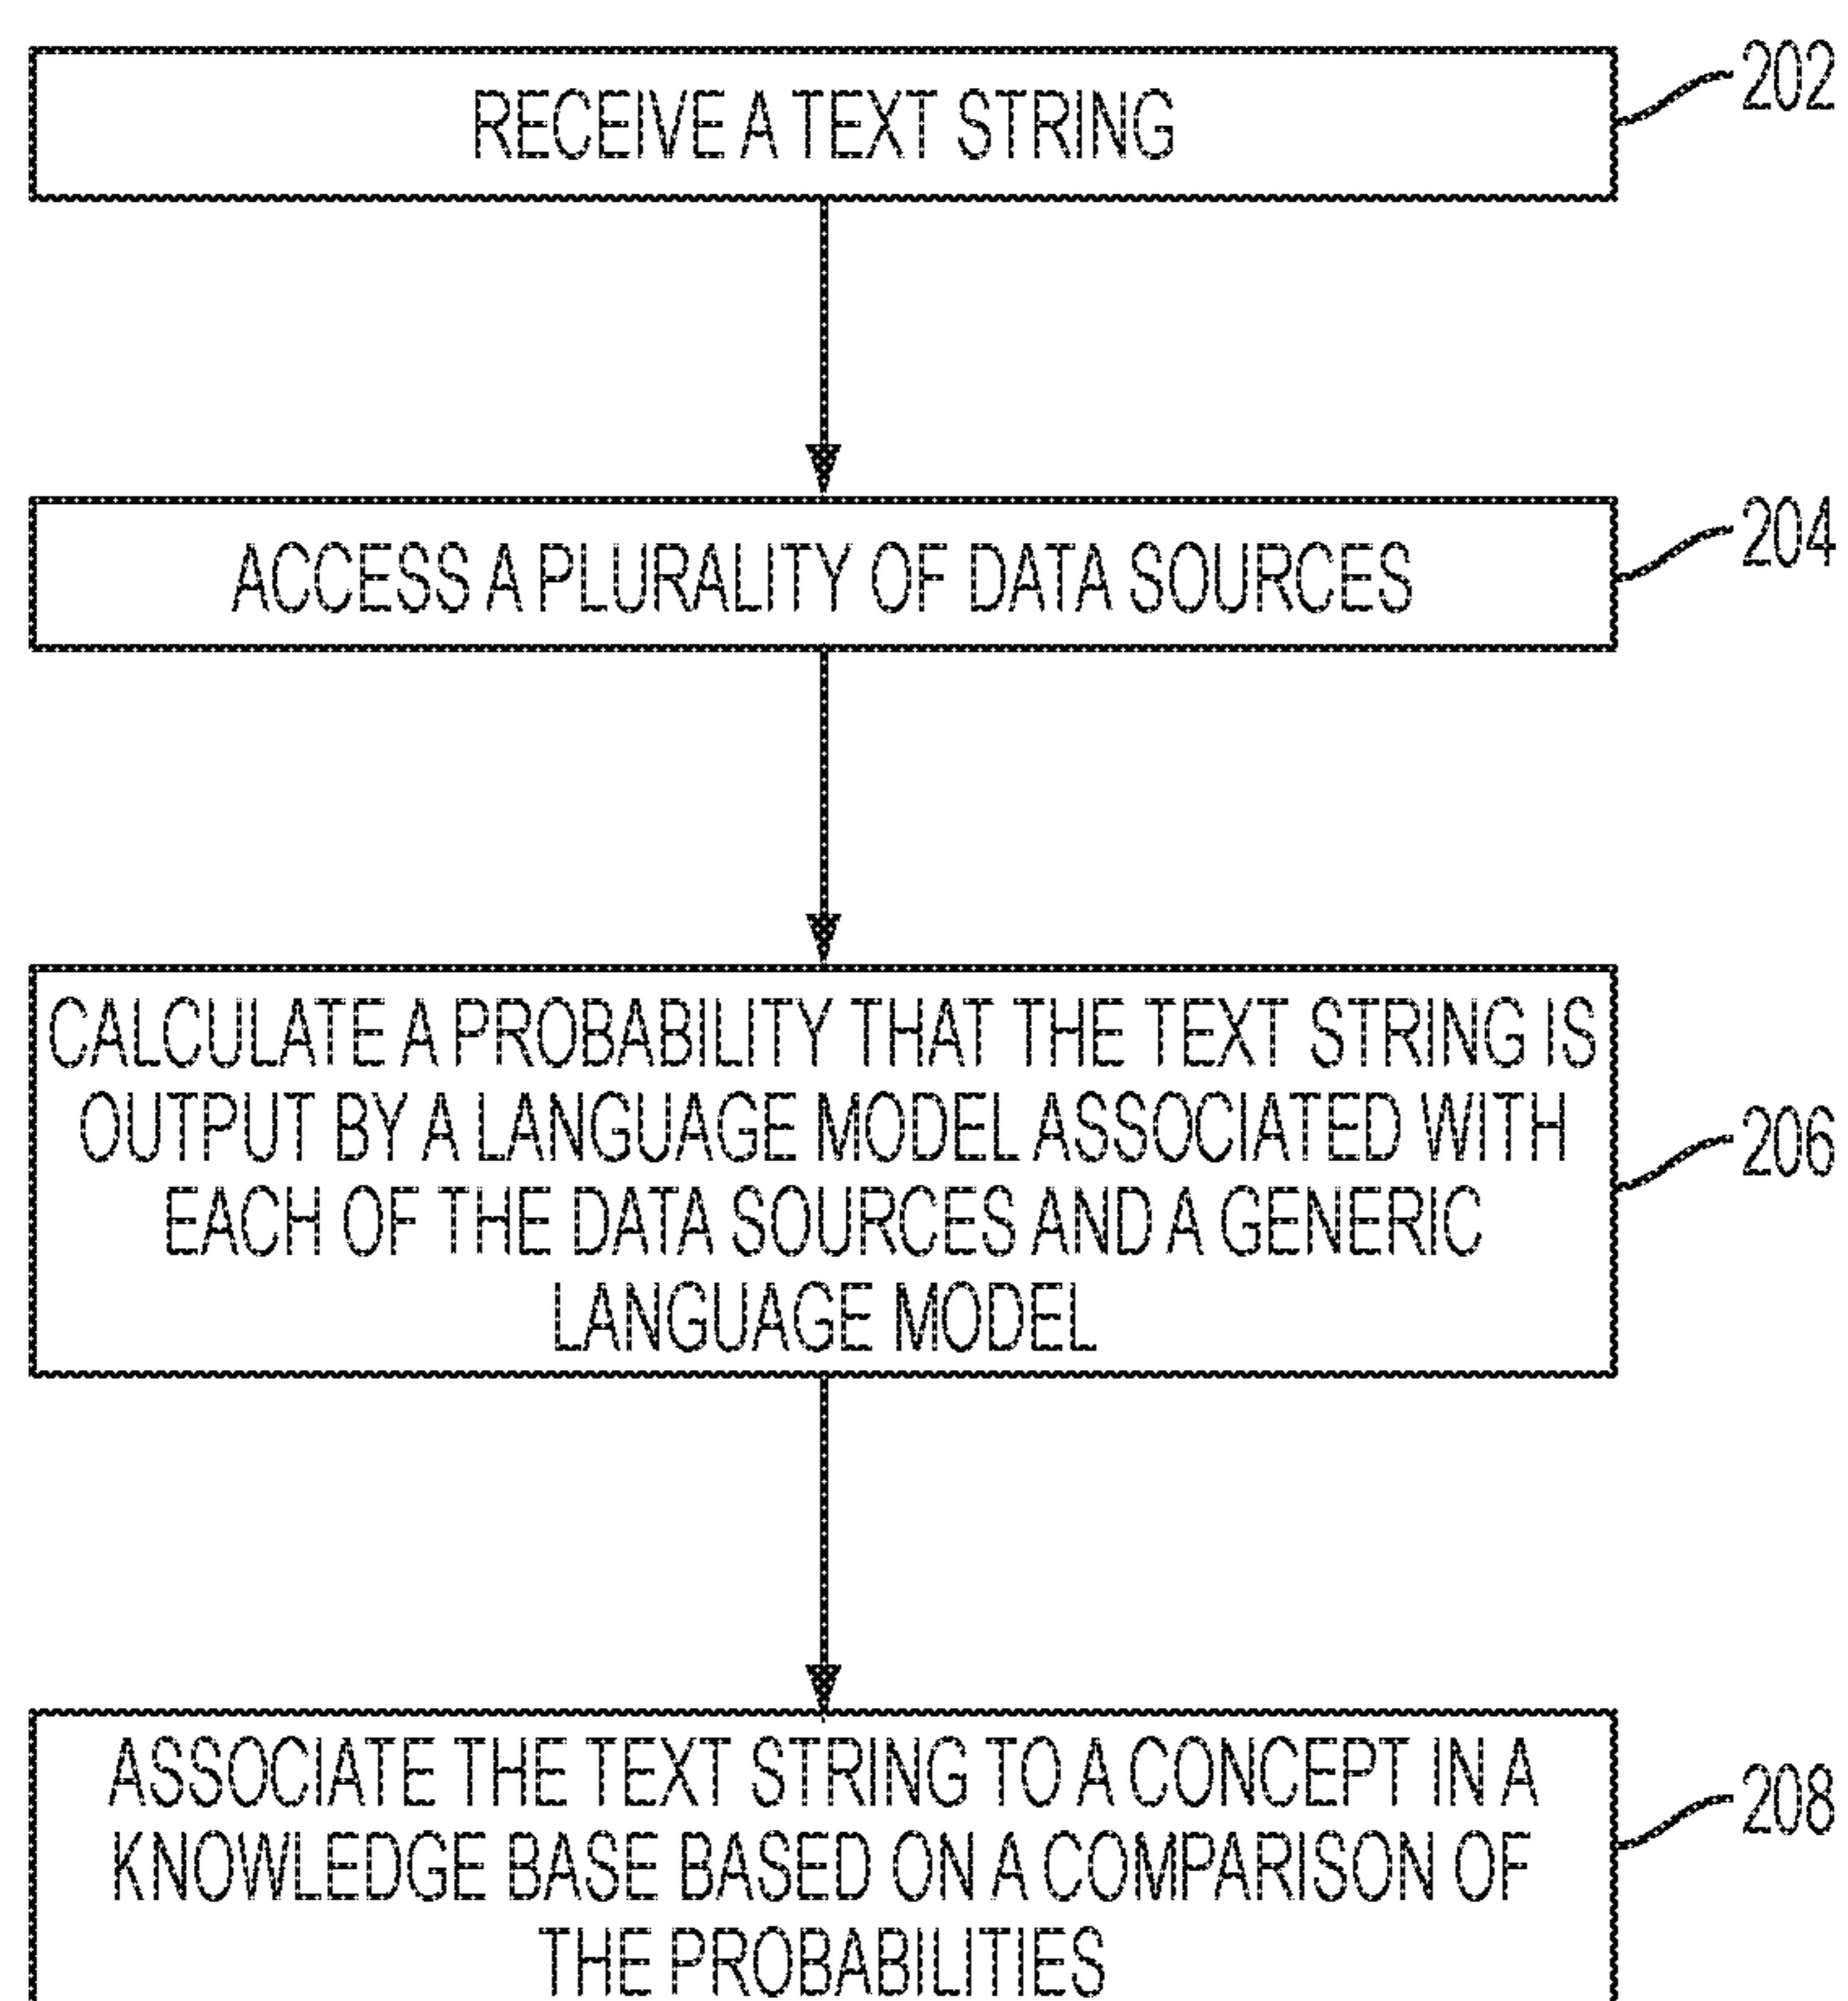 RECEIVE A TEXT STRING
202
ACCESS A PLURALITY OF DATA SOURCES
204
CALCULATE A PROBABILITY THAT THE TEXT STRING IS
OUTPUT BY A LANGUAGE MODEL ASSOCIATED WITH
EACH OF THE DATA SOURCES AND A GENERIC
LANGUAGE MODEL
206
ASSOCIATE THE TEXT STRING TO A CONCEPT IN A
KNOWLEDGE BASE BASED ON A COMPARISON OF
THE PROBABILITIES
208